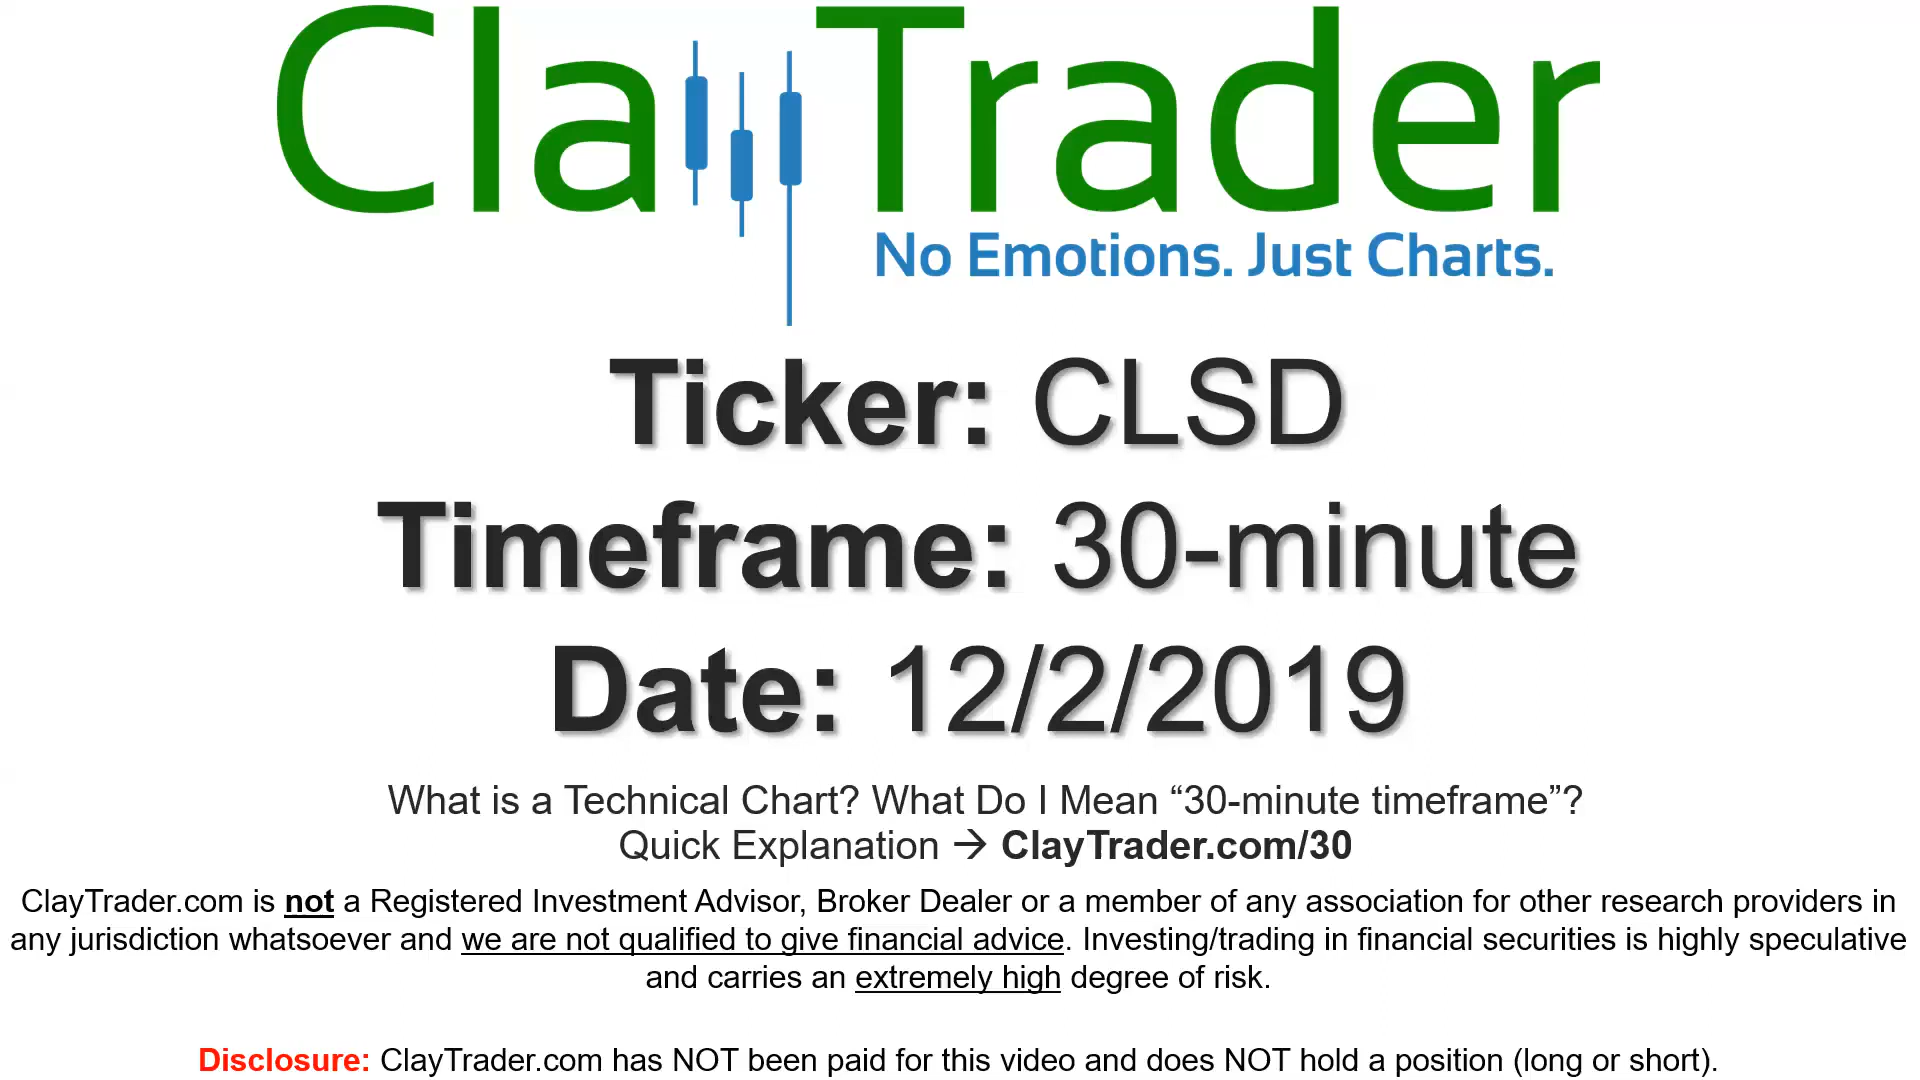 ClayTrader
No Emotions. Just Charts.
Ticker: CLSD
Timeframe: 30-minute
Date: 12/2/2019
What is a Technical Chart? What Do I Mean “30-minute timeframe”?
Quick Explanation → ClayTrader.com/30
ClayTrader.com is not a Registered Investment Advisor, Broker Dealer or a member of any association for other research providers in
any jurisdiction whatsoever and we are not qualified to give financial advice. Investing/trading in financial securities is highly speculative
and carries an extremely high degree of risk.
Disclosure: ClayTrader.com has NOT been paid for this video and does NOT hold a position (long or short).